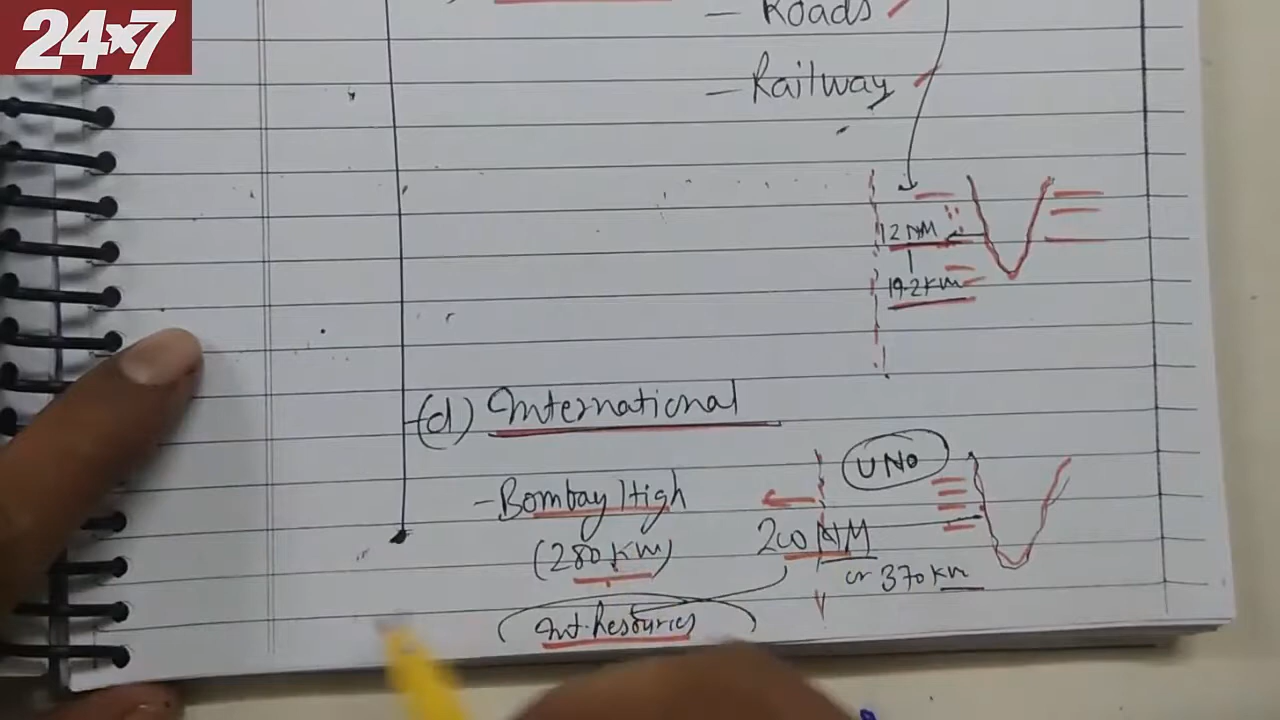 24x7
— Roads
— Railway
12 NM
19.2 km
(d) International
UNO
- Bombay High
200 NM
(280 km)
or 370 km
Int. Resources